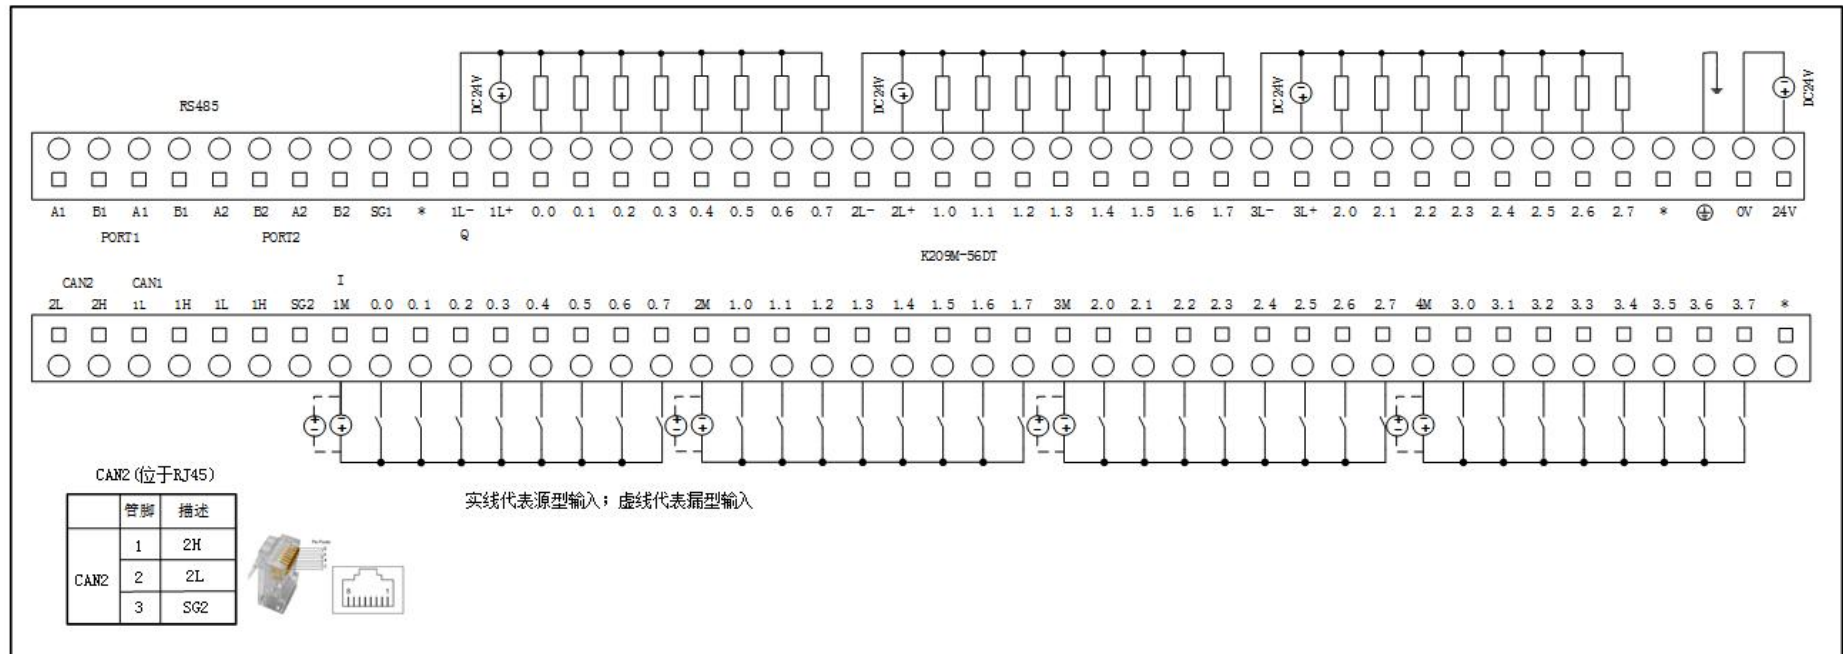 DC24V DC24V DC24V DC24V
RS485
A1 B1 A1 B1 A2 B2 A2 B2 SG1 * 1L- 1L+ 0.0 0.1 0.2 0.3 0.4 0.5 0.6 0.7 2L- 2L+ 1.0 1.1 1.2 1.3 1.4 1.5 1.6 1.7 3L- 3L+ 2.0 2.1 2.2 2.3 2.4 2.5 2.6 2.7 * 0V 24V
PORT1 PORT2 Q
K209M-56DT
CAN2 CAN1 I
2L 2H 1L 1H 1L 1H SG2 1M 0.0 0.1 0.2 0.3 0.4 0.5 0.6 0.7 2M 1.0 1.1 1.2 1.3 1.4 1.5 1.6 1.7 3M 2.0 2.1 2.2 2.3 2.4 2.5 2.6 2.7 4M 3.0 3.1 3.2 3.3 3.4 3.5 3.6 3.7 *
CAN2(位于RJ45)
实线代表源型输入；虚线代表漏型输入
管脚 描述
1 2H
CAN2 2 2L
3 SG2
8 1